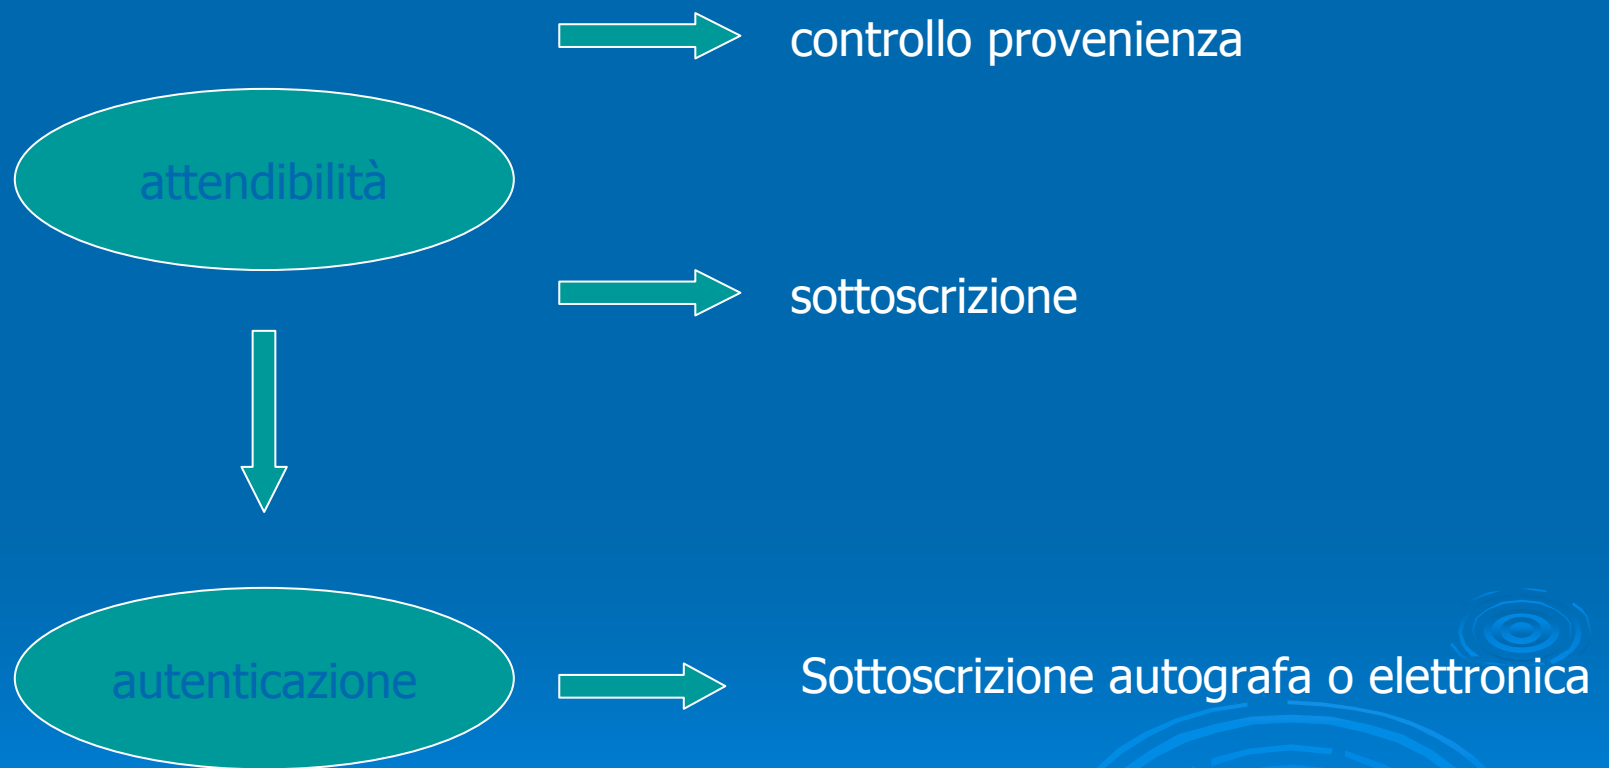 controllo provenienza
attendibilità
sottoscrizione
autenticazione
Sottoscrizione autografa o elettronica